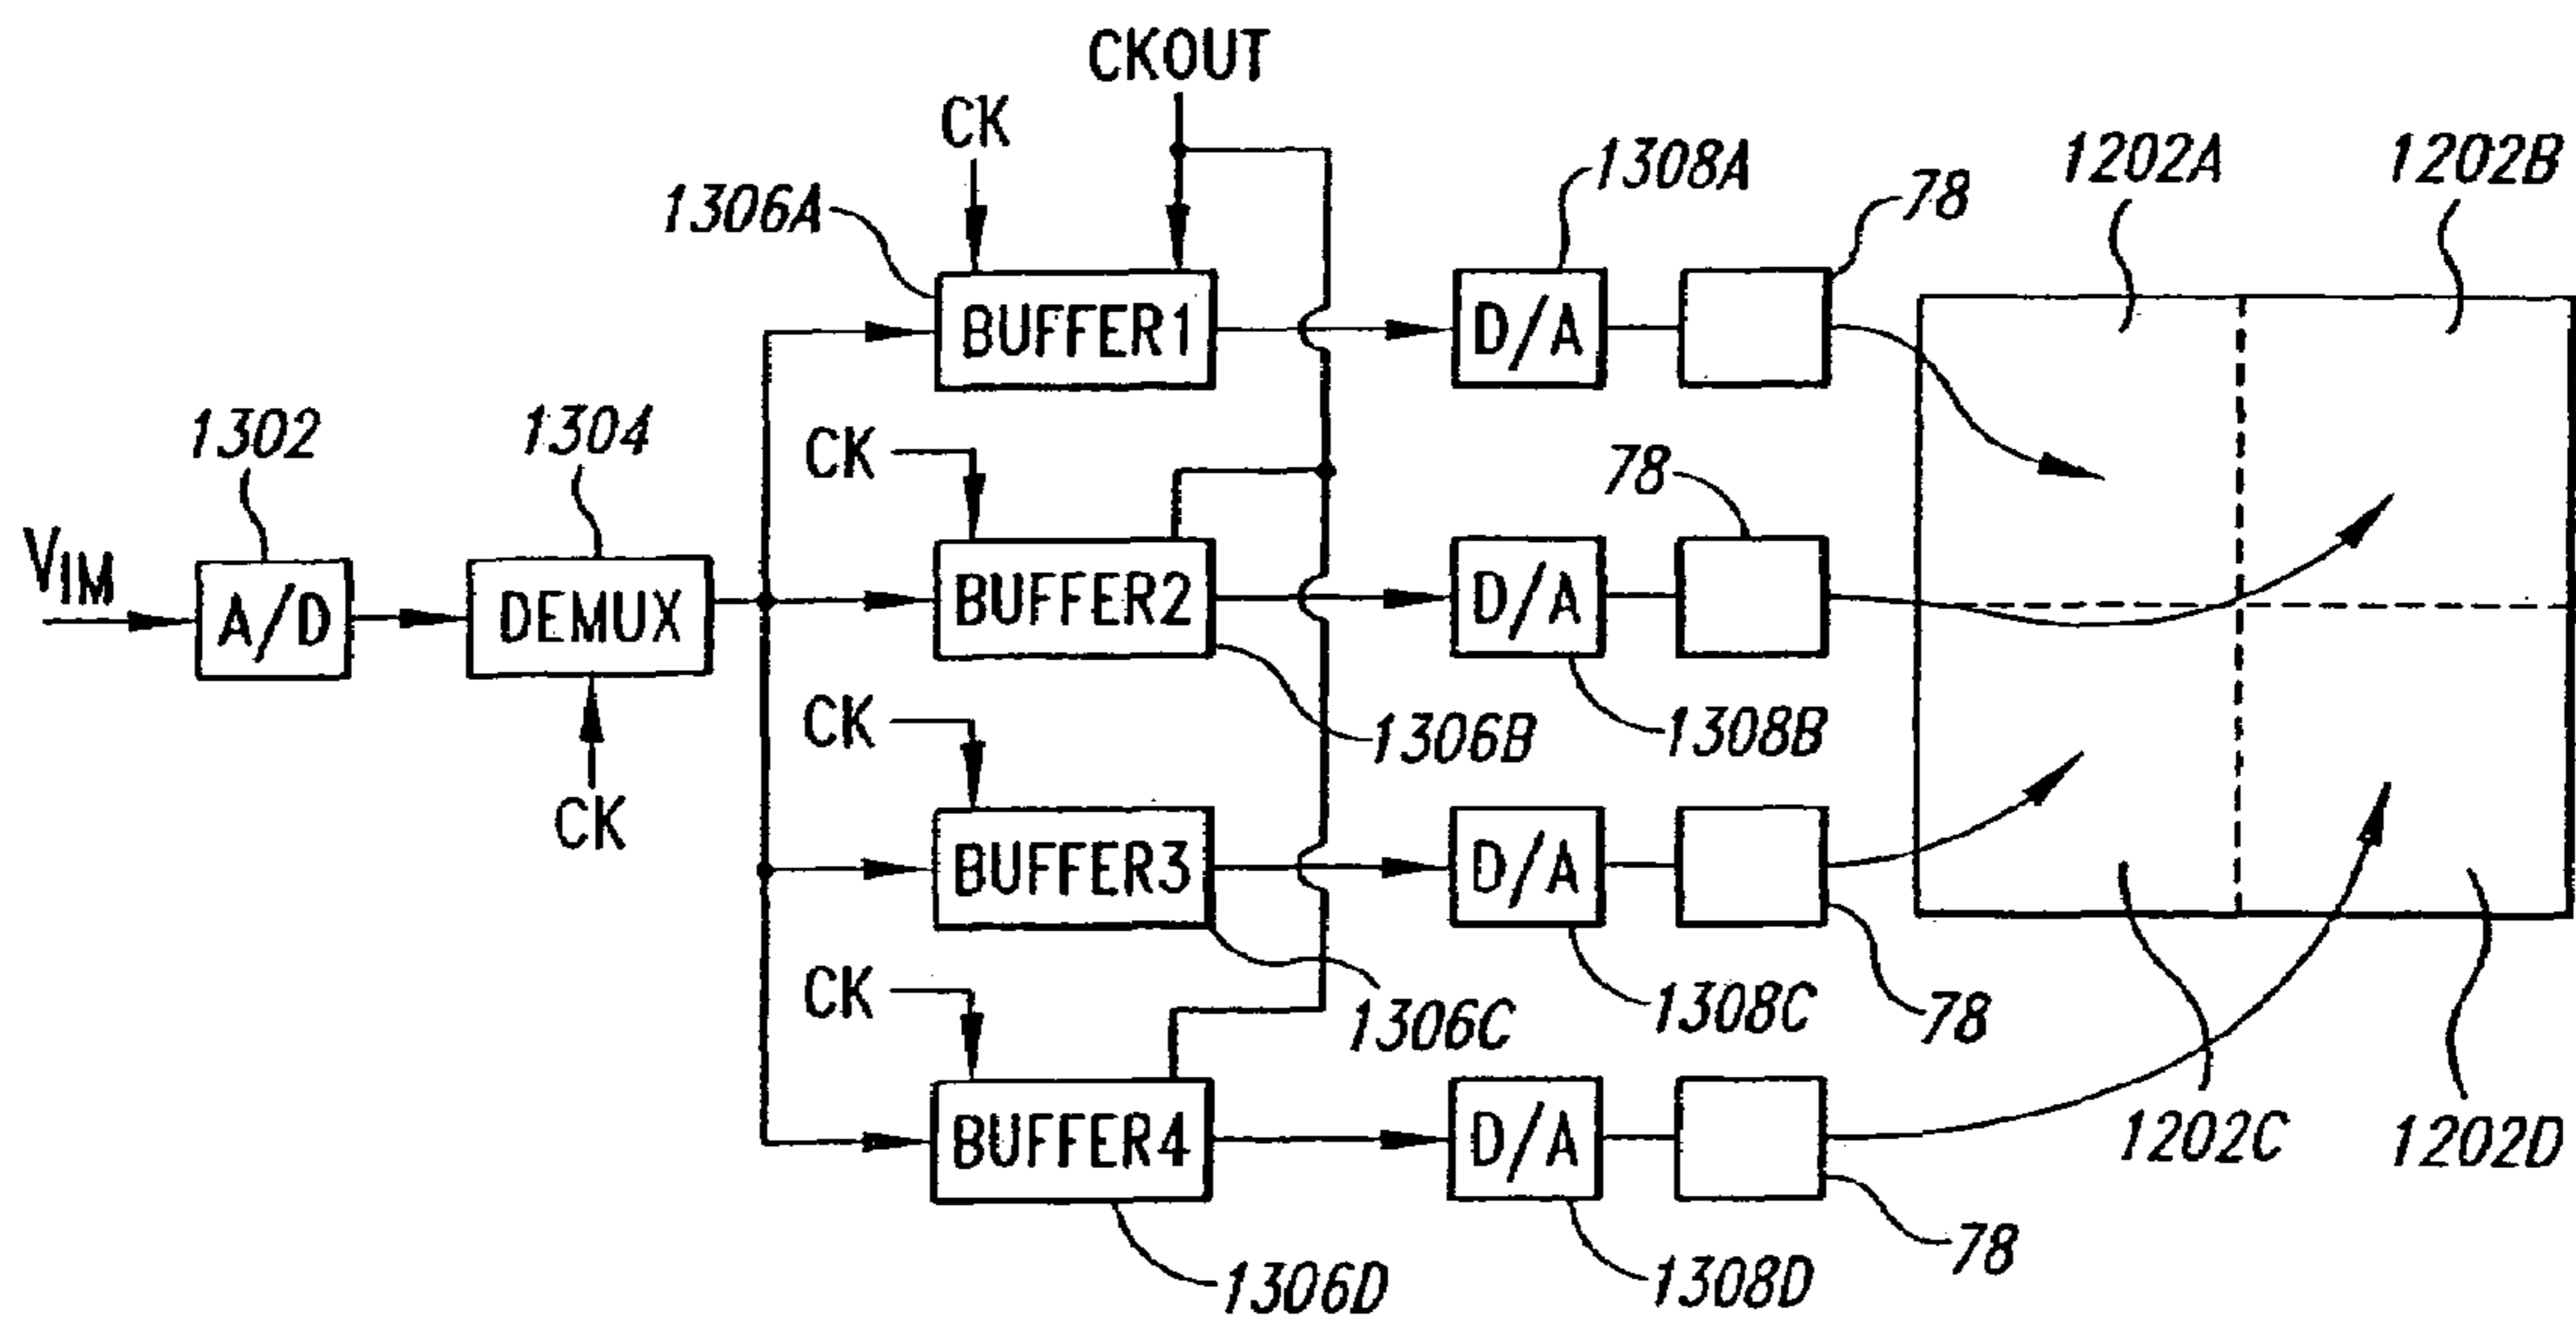 CKOUT
CK
1308A
1202A
1202B
1306A
78
BUFFER1
D/A
1302
1304
CK
78
V_IM
A/D
DEMUX
BUFFER2
D/A
CK
CK
1306B
1308B
BUFFER3
D/A
CK
1306C
1308C
78
BUFFER4
D/A
1202C
1202D
1306D
1308D
78